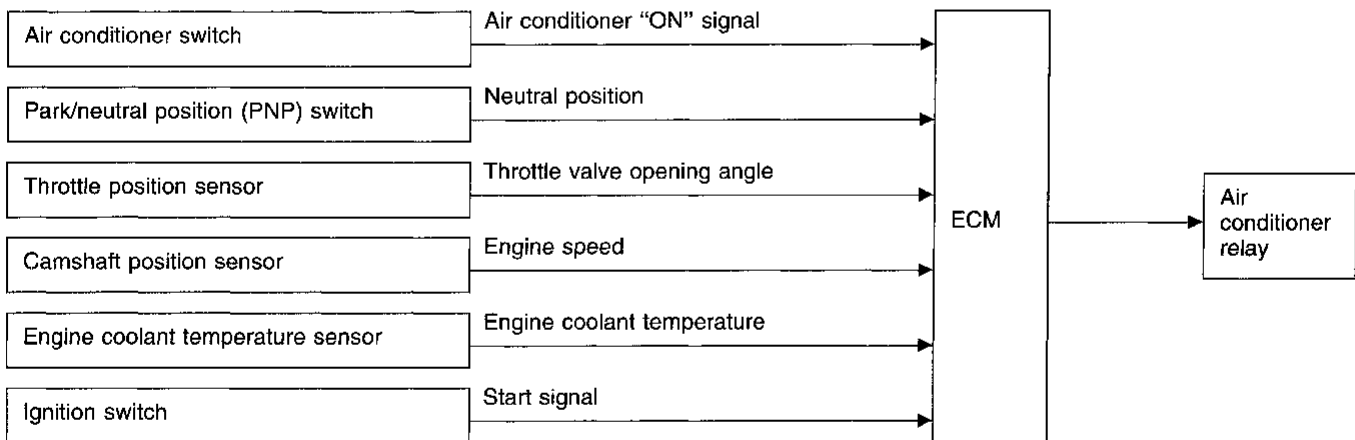 Air conditioner switch
Air conditioner “ON” signal
Park/neutral position (PNP) switch
Neutral position
Throttle position sensor
Throttle valve opening angle
Camshaft position sensor
Engine speed
Engine coolant temperature sensor
Engine coolant temperature
Ignition switch
Start signal
ECM
Air
conditioner
relay